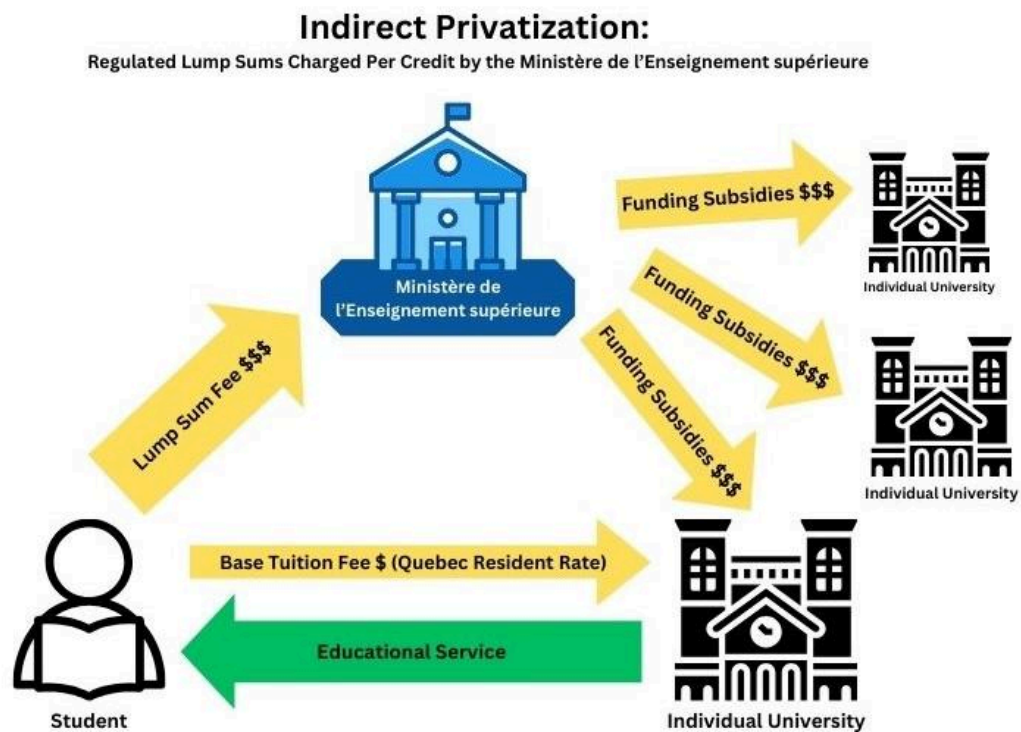 Indirect Privatization:
Regulated Lump Sums Charged Per Credit by the Ministère de l’Enseignement supérieure
Funding Subsidies $$$
Individual University
Ministère de
l’Enseignement supérieure
Funding Subsidies $$$
Funding Subsidies $$$
Lump Sum Fee $$$
Individual University
Base Tuition Fee $ (Quebec Resident Rate)
Educational Service
Student
Individual University